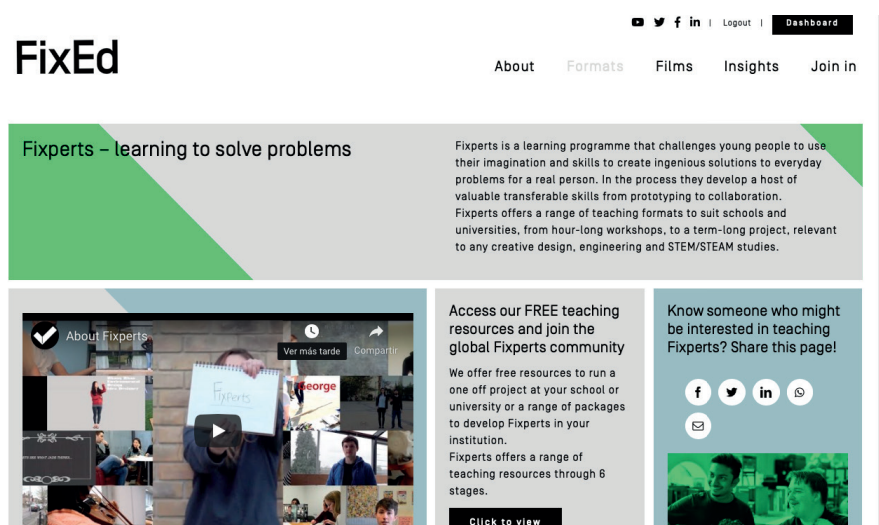 Logout | Dashboard
FixEd
About Formats Films Insights Join in
Fixperts – learning to solve problems
Fixperts is a learning programme that challenges young people to use
their imagination and skills to create ingenious solutions to everyday
problems for a real person. In the process they develop a host of
valuable transferable skills from prototyping to collaboration.
Fixperts offers a range of teaching formats to suit schools and
universities, from hour-long workshops, to a term-long project, relevant
to any creative design, engineering and STEM/STEAM studies.
About Fixperts
Ver más tarde
Compartir
Fixperts
George
Access our FREE teaching
resources and join the
global Fixperts community
We offer free resources to run a
one off project at your school or
university or a range of packages
to develop Fixperts in your
institution.
Fixperts offers a range of
teaching resources through 6
stages.
Click to view
Know someone who might
be interested in teaching
Fixperts? Share this page!